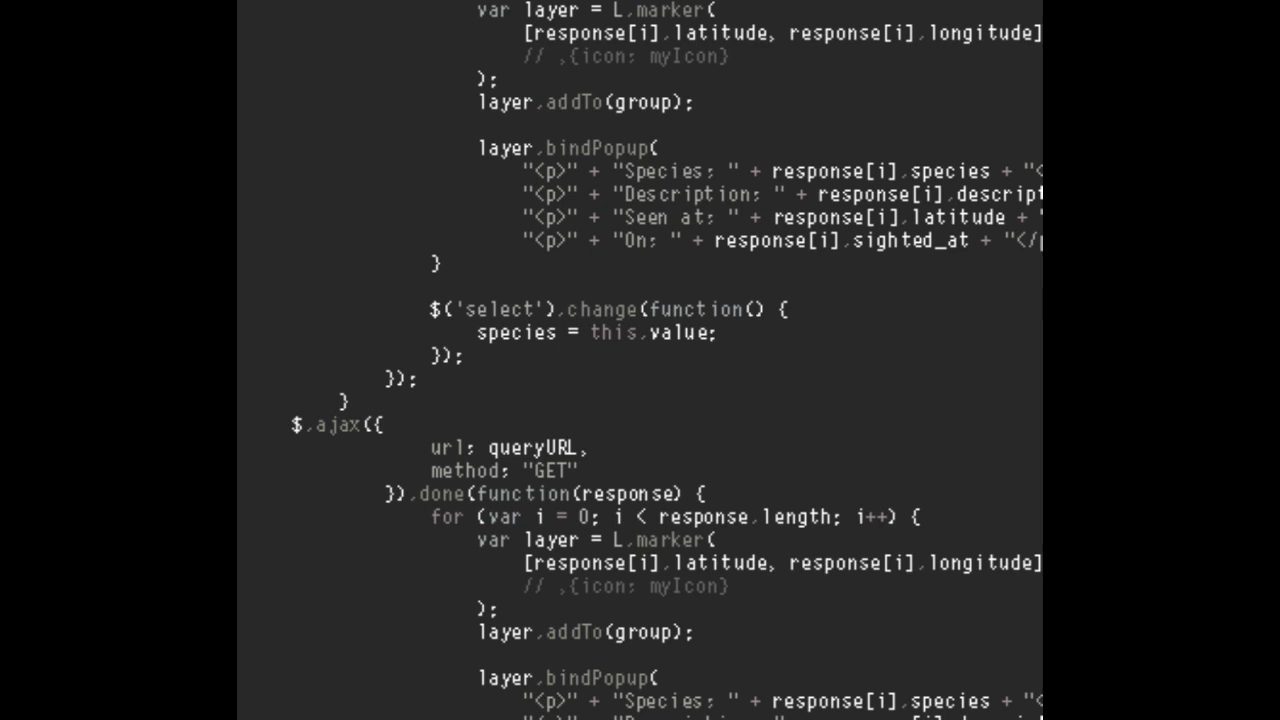 var layer = L.marker(
[response[i].latitude, response[i].longitude]
// ,{icon: myIcon}
);
layer.addTo(group);
layer.bindPopup(
"<p>" + "Species: " + response[i].species + "<
"<p>" + "Description: " + response[i].descript
"<p>" + "Seen at: " + response[i].latitude + "
"<p>" + "On: " + response[i].sighted_at + "</p
}
$('select').change(function() {
species = this.value;
});
});
}
$.ajax({
url: queryURL,
method: "GET"
}).done(function(response) {
for (var i = 0; i < response.length; i++) {
var layer = L.marker(
[response[i].latitude, response[i].longitude]
// ,{icon: myIcon}
);
layer.addTo(group);
layer.bindPopup(
"<p>" + "Species: " + response[i].species + "<